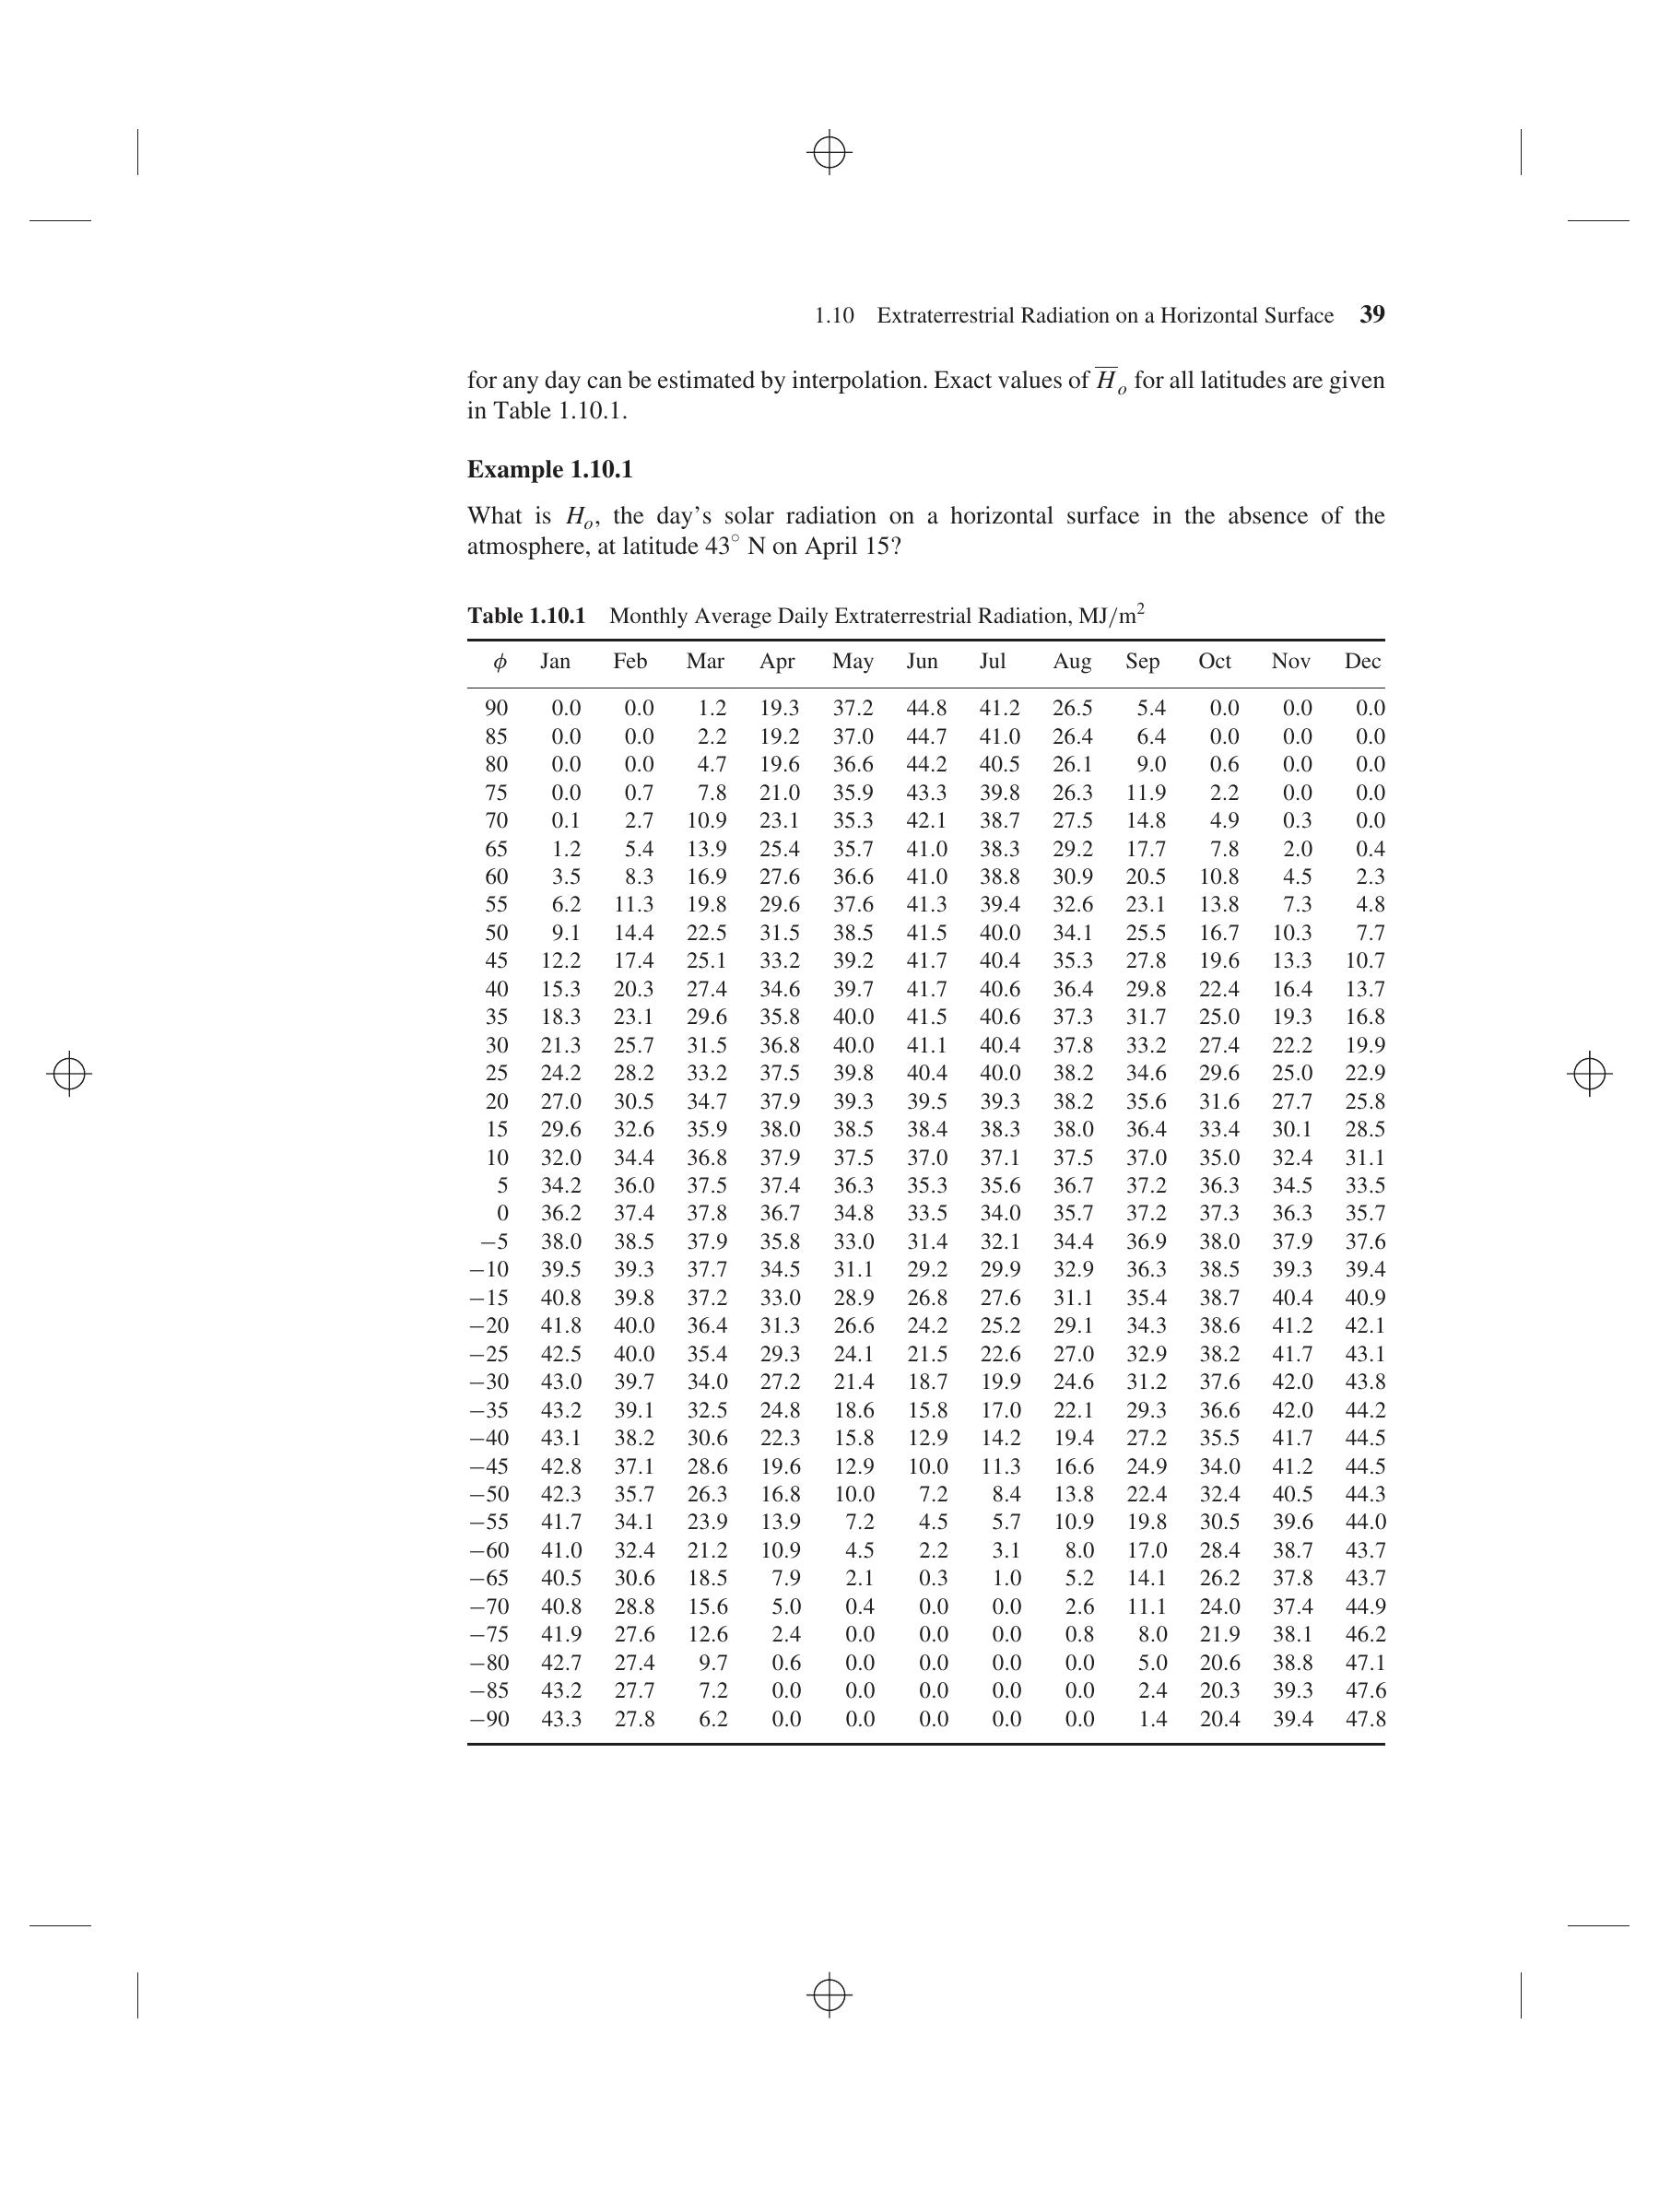 1.10 Extraterrestrial Radiation on a Horizontal Surface 39
for any day can be estimated by interpolation. Exact values of H̅ₒ for all latitudes are given
in Table 1.10.1.
Example 1.10.1
What is Hₒ, the day's solar radiation on a horizontal surface in the absence of the
atmosphere, at latitude 43° N on April 15?
Table 1.10.1 Monthly Average Daily Extraterrestrial Radiation, MJ/m²
ϕ Jan Feb Mar Apr May Jun Jul Aug Sep Oct Nov Dec
90 0.0 0.0 1.2 19.3 37.2 44.8 41.2 26.5 5.4 0.0 0.0 0.0
85 0.0 0.0 2.2 19.2 37.0 44.7 41.0 26.4 6.4 0.0 0.0 0.0
80 0.0 0.0 4.7 19.6 36.6 44.2 40.5 26.1 9.0 0.6 0.0 0.0
75 0.0 0.7 7.8 21.0 35.9 43.3 39.8 26.3 11.9 2.2 0.0 0.0
70 0.1 2.7 10.9 23.1 35.3 42.1 38.7 27.5 14.8 4.9 0.3 0.0
65 1.2 5.4 13.9 25.4 35.7 41.0 38.3 29.2 17.7 7.8 2.0 0.4
60 3.5 8.3 16.9 27.6 36.6 41.0 38.8 30.9 20.5 10.8 4.5 2.3
55 6.2 11.3 19.8 29.6 37.6 41.3 39.4 32.6 23.1 13.8 7.3 4.8
50 9.1 14.4 22.5 31.5 38.5 41.5 40.0 34.1 25.5 16.7 10.3 7.7
45 12.2 17.4 25.1 33.2 39.2 41.7 40.4 35.3 27.8 19.6 13.3 10.7
40 15.3 20.3 27.4 34.6 39.7 41.7 40.6 36.4 29.8 22.4 16.4 13.7
35 18.3 23.1 29.6 35.8 40.0 41.5 40.6 37.3 31.7 25.0 19.3 16.8
30 21.3 25.7 31.5 36.8 40.0 41.1 40.4 37.8 33.2 27.4 22.2 19.9
25 24.2 28.2 33.2 37.5 39.8 40.4 40.0 38.2 34.6 29.6 25.0 22.9
20 27.0 30.5 34.7 37.9 39.3 39.5 39.3 38.2 35.6 31.6 27.7 25.8
15 29.6 32.6 35.9 38.0 38.5 38.4 38.3 38.0 36.4 33.4 30.1 28.5
10 32.0 34.4 36.8 37.9 37.5 37.0 37.1 37.5 37.0 35.0 32.4 31.1
5 34.2 36.0 37.5 37.4 36.3 35.3 35.6 36.7 37.2 36.3 34.5 33.5
0 36.2 37.4 37.8 36.7 34.8 33.5 34.0 35.7 37.2 37.3 36.3 35.7
−5 38.0 38.5 37.9 35.8 33.0 31.4 32.1 34.4 36.9 38.0 37.9 37.6
−10 39.5 39.3 37.7 34.5 31.1 29.2 29.9 32.9 36.3 38.5 39.3 39.4
−15 40.8 39.8 37.2 33.0 28.9 26.8 27.6 31.1 35.4 38.7 40.4 40.9
−20 41.8 40.0 36.4 31.3 26.6 24.2 25.2 29.1 34.3 38.6 41.2 42.1
−25 42.5 40.0 35.4 29.3 24.1 21.5 22.6 27.0 32.9 38.2 41.7 43.1
−30 43.0 39.7 34.0 27.2 21.4 18.7 19.9 24.6 31.2 37.6 42.0 43.8
−35 43.2 39.1 32.5 24.8 18.6 15.8 17.0 22.1 29.3 36.6 42.0 44.2
−40 43.1 38.2 30.6 22.3 15.8 12.9 14.2 19.4 27.2 35.5 41.7 44.5
−45 42.8 37.1 28.6 19.6 12.9 10.0 11.3 16.6 24.9 34.0 41.2 44.5
−50 42.3 35.7 26.3 16.8 10.0 7.2 8.4 13.8 22.4 32.4 40.5 44.3
−55 41.7 34.1 23.9 13.9 7.2 4.5 5.7 10.9 19.8 30.5 39.6 44.0
−60 41.0 32.4 21.2 10.9 4.5 2.2 3.1 8.0 17.0 28.4 38.7 43.7
−65 40.5 30.6 18.5 7.9 2.1 0.3 1.0 5.2 14.1 26.2 37.8 43.7
−70 40.8 28.8 15.6 5.0 0.4 0.0 0.0 2.6 11.1 24.0 37.4 44.9
−75 41.9 27.6 12.6 2.4 0.0 0.0 0.0 0.8 8.0 21.9 38.1 46.2
−80 42.7 27.4 9.7 0.6 0.0 0.0 0.0 0.0 5.0 20.6 38.8 47.1
−85 43.2 27.7 7.2 0.0 0.0 0.0 0.0 0.0 2.4 20.3 39.3 47.6
−90 43.3 27.8 6.2 0.0 0.0 0.0 0.0 0.0 1.4 20.4 39.4 47.8